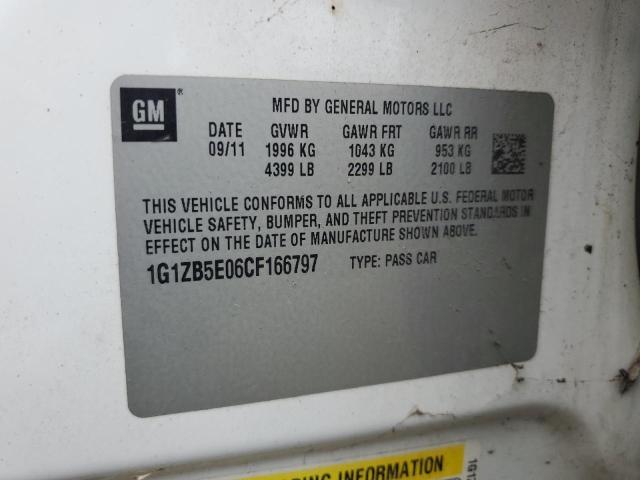 GM ®
MFD BY GENERAL MOTORS LLC
DATE GVWR GAWR FRT GAWR RR
09/11 1996 KG 1043 KG 953 KG
4399 LB 2299 LB 2100 LB
THIS VEHICLE CONFORMS TO ALL APPLICABLE U.S. FEDERAL MOTOR
VEHICLE SAFETY, BUMPER, AND THEFT PREVENTION STANDARDS IN
EFFECT ON THE DATE OF MANUFACTURE SHOWN ABOVE.
1G1ZB5E06CF166797 TYPE: PASS CAR
INFORMATION